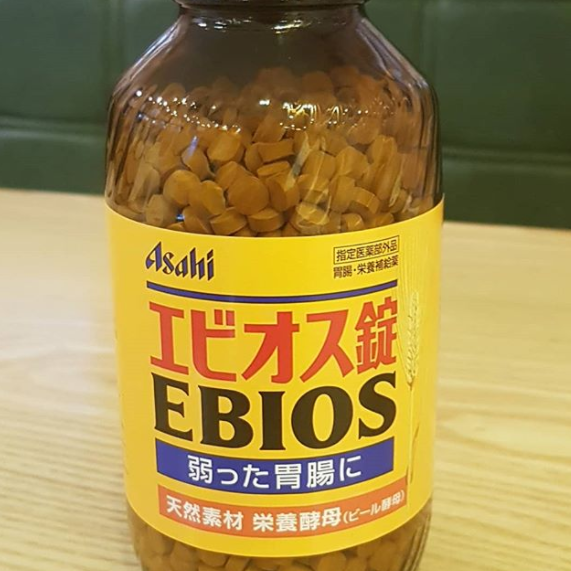 Asahi
指定医薬部外品
胃腸・栄養補給薬
エビオス錠
EBIOS
弱った胃腸に
天然素材 栄養酵母(ビール酵母)